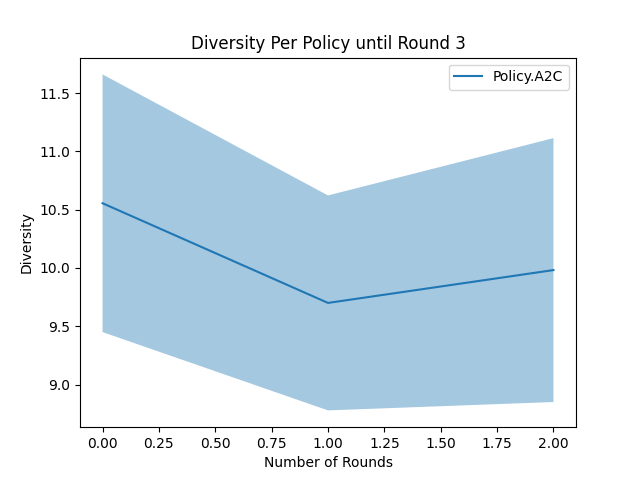 Diversity Per Policy until Round 3
Policy.A2C
11.5
11.0
10.5
10.0
9.5
9.0
Diversity
0.00 0.25 0.50 0.75 1.00 1.25 1.50 1.75 2.00
Number of Rounds